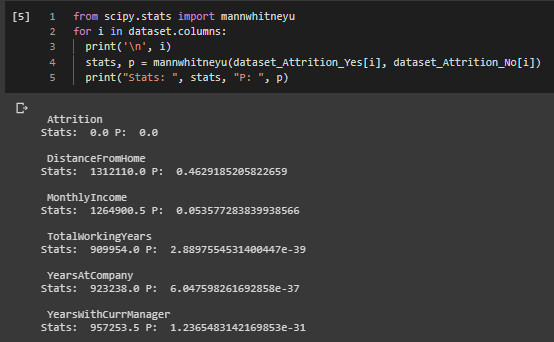 [5] 1 from scipy.stats import mannwhitneyu
2 for i in dataset.columns:
3 print('\n', i)
4 stats, p = mannwhitneyu(dataset_Attrition_Yes[i], dataset_Attrition_No[i])
5 print("Stats: ", stats, "P: ", p)
Attrition
Stats: 0.0 P: 0.0
DistanceFromHome
Stats: 1312110.0 P: 0.4629185205822659
MonthlyIncome
Stats: 1264900.5 P: 0.053577283839938566
TotalWorkingYears
Stats: 909954.0 P: 2.8897554531400447e-39
YearsAtCompany
Stats: 923238.0 P: 6.047598261692858e-37
YearsWithCurrManager
Stats: 957253.5 P: 1.2365483142169853e-31